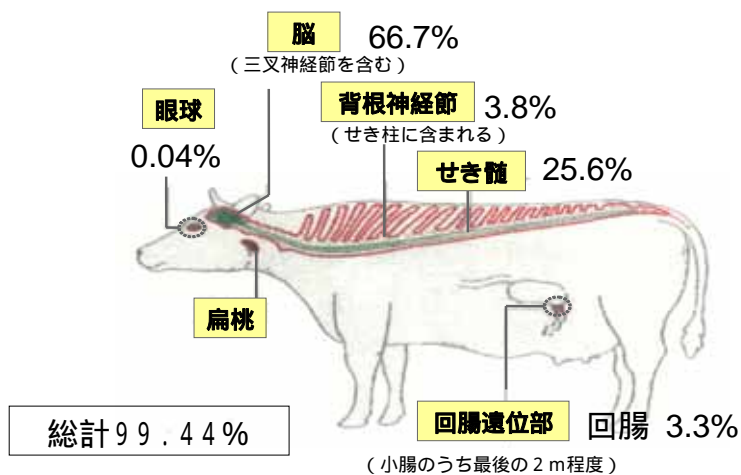 脳 66.7%
(三叉神経節を含む)
背根神経節 3.8%
(せき柱に含まれる)
眼球
0.04%
せき髄 25.6%
扁桃
回腸遠位部 回腸 3.3%
(小腸のうち最後の2m程度)
総計99.44%